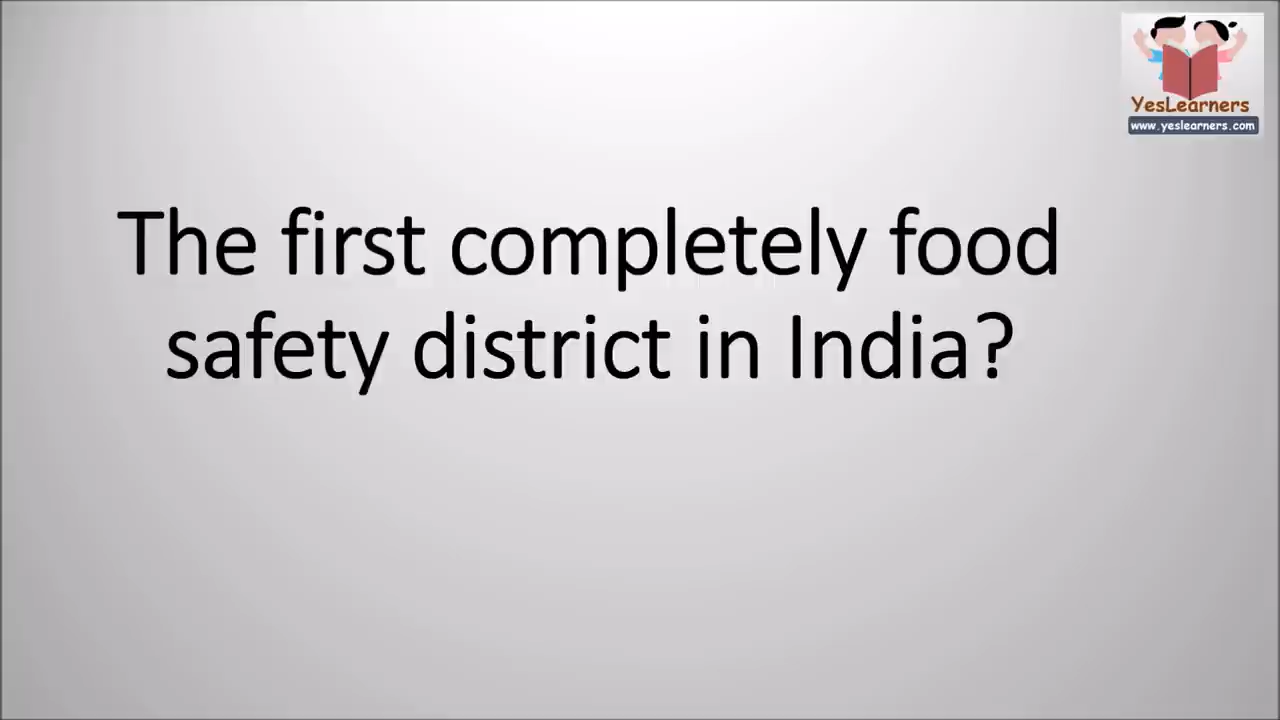 YesLearners
www.yeslearners.com
The first completely food
safety district in India?